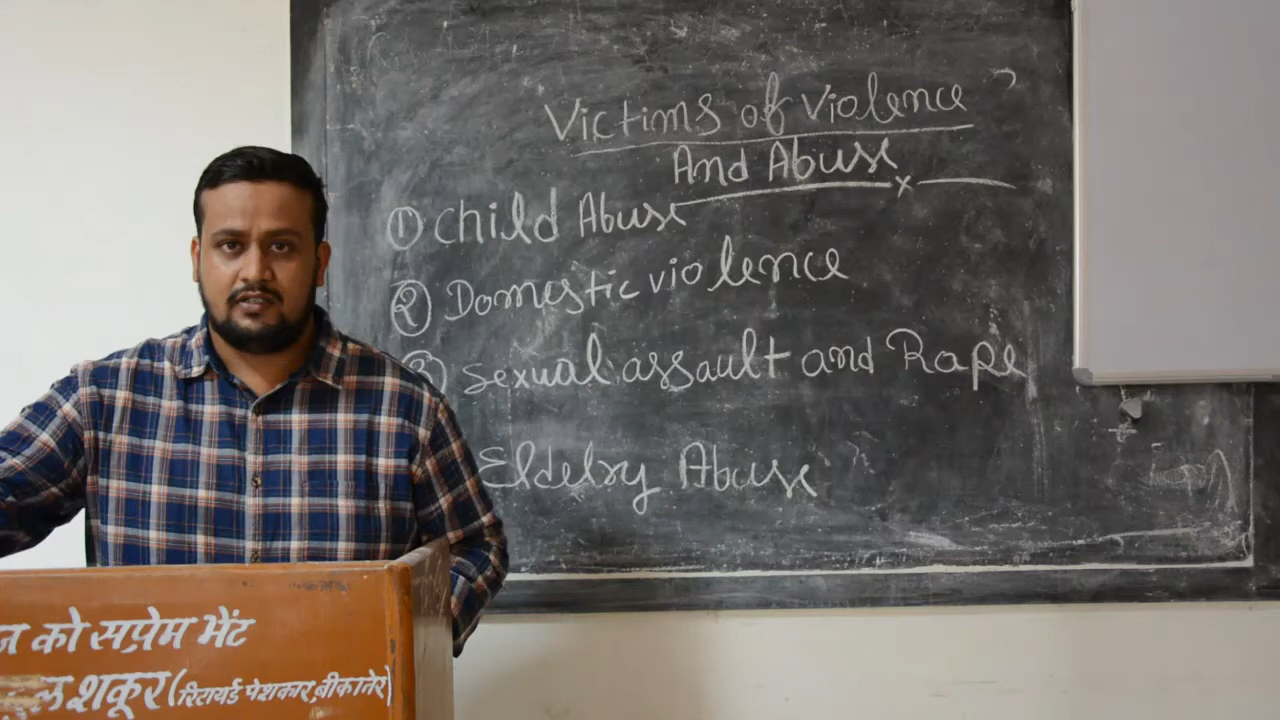 Victims of Violence
And Abuse
① Child Abuse
② Domestic violence
③ Sexual assault and Rape
Eldelry Abuse
को सप्रेम भेंट
शकूर (रिटायर्ड पेशकार, बीकानेर)